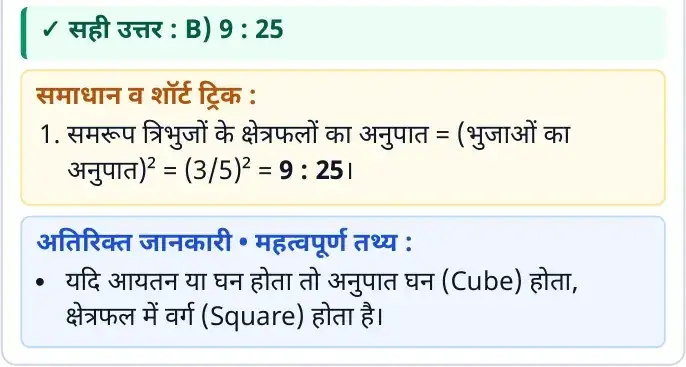 ✓ सही उत्तर : B) 9 : 25
समाधान व शॉर्ट ट्रिक :
1. समरूप त्रिभुजों के क्षेत्रफलों का अनुपात = (भुजाओं का
अनुपात)² = (3/5)² = 9 : 25।
अतिरिक्त जानकारी • महत्वपूर्ण तथ्य :
• यदि आयतन या घन होता तो अनुपात घन (Cube) होता,
क्षेत्रफल में वर्ग (Square) होता है।